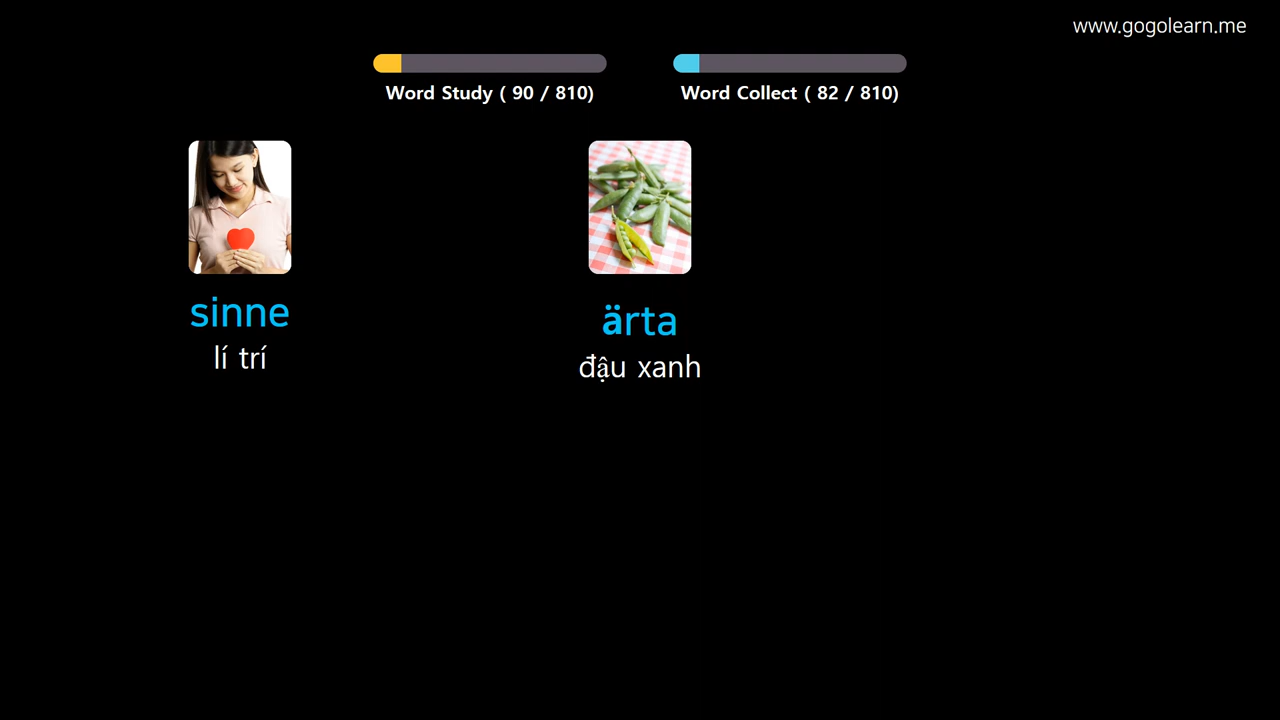 www.gogolearn.me
Word Study ( 90 / 810)
Word Collect ( 82 / 810)
sinne
lí trí
ärta
đậu xanh